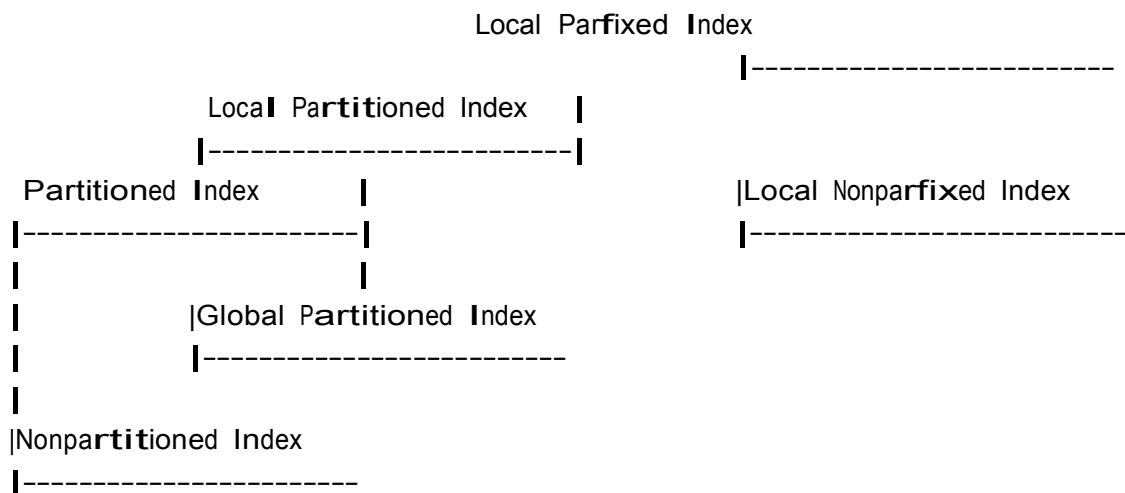 Local Parfixed Index
|--------------------------
Local Partitioned Index |
|--------------------------|
Partitioned Index |
|Local Nonparfixed Index
|------------------------|
|---------------------------
| |
| |Global Partitioned Index
| |--------------------------
|
|Nonpartitioned Index
|------------------------